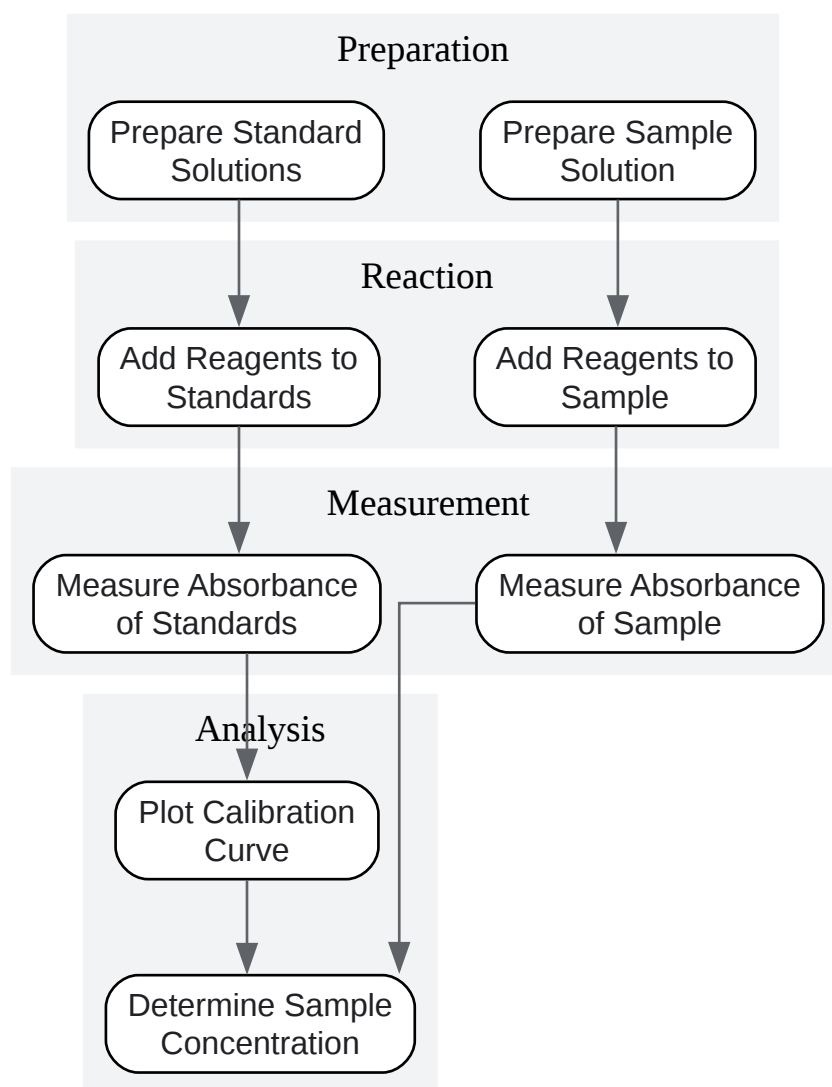 Preparation
Prepare Standard
Solutions
Prepare Sample
Solution
Reaction
Add Reagents to
Standards
Add Reagents to
Sample
Measurement
Measure Absorbance
of Standards
Measure Absorbance
of Sample
Analysis
Plot Calibration
Curve
Determine Sample
Concentration